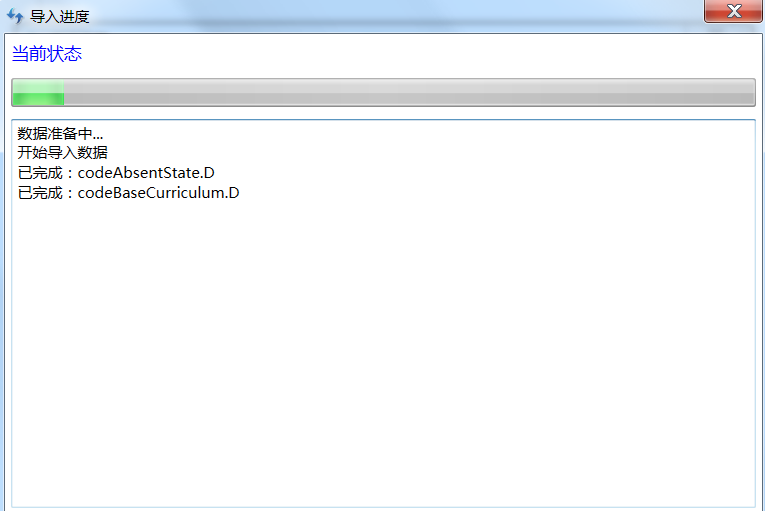 导入进度
当前状态
数据准备中...
开始导入数据
已完成：codeAbsentState.D
已完成：codeBaseCurriculum.D